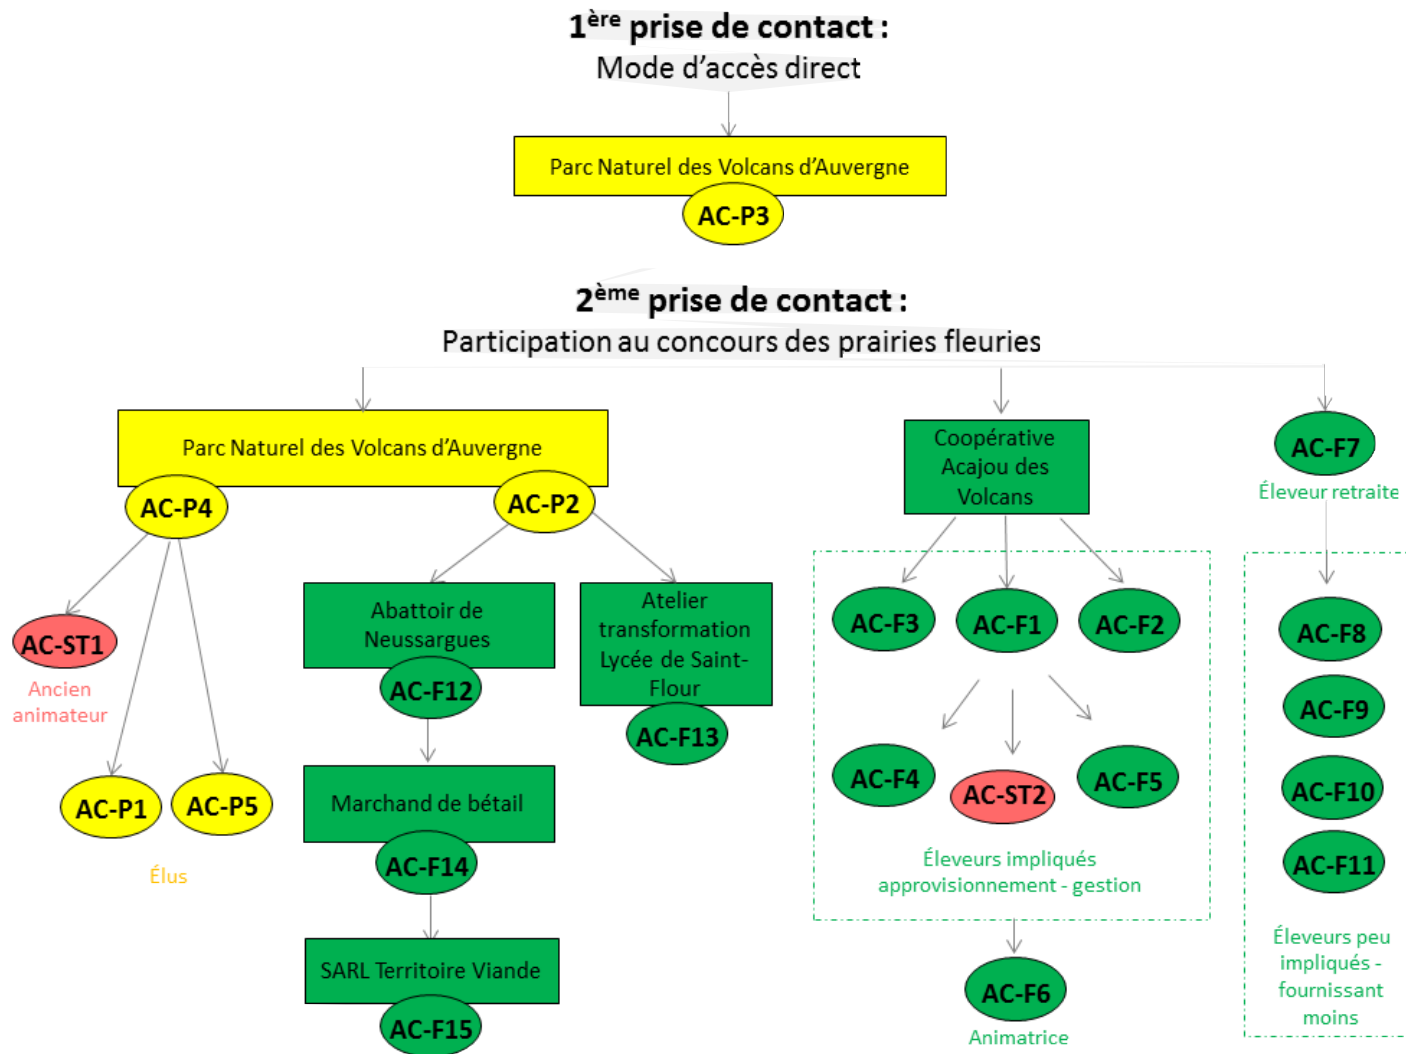 1ère prise de contact :
Mode d'accès direct
Parc Naturel des Volcans d'Auvergne
AC-P3
2ème prise de contact :
Participation au concours des prairies fleuries
Parc Naturel des Volcans d'Auvergne
AC-P4
AC-P2
AC-ST1
Ancien
animateur
AC-P1
AC-P5
Élus
Abattoir de
Neussargues
AC-F12
Marchand de bétail
AC-F14
SARL Territoire Viande
AC-F15
Atelier
transformation
Lycée de Saint-
Flour
AC-F13
Coopérative
Acajou des
Volcans
AC-F3
AC-F1
AC-F2
AC-F4
AC-ST2
AC-F5
Éleveurs impliqués
approvisionnement - gestion
AC-F6
Animatrice
AC-F7
Éleveur retraite
AC-F8
AC-F9
AC-F10
AC-F11
Éleveurs peu
impliqués -
fournissant
moins